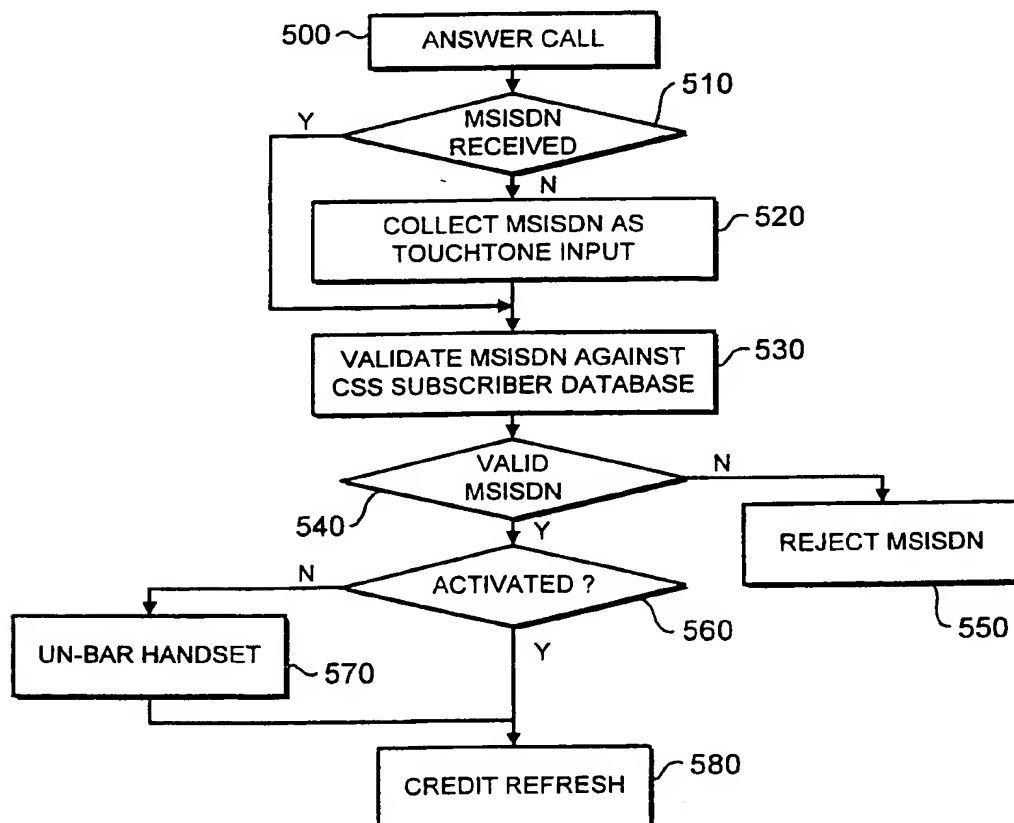 500
ANSWER CALL
510
MSISDN
RECEIVED
Y
N
COLLECT MSISDN AS
TOUCHTONE INPUT
520
VALIDATE MSISDN AGAINST
CSS SUBSCRIBER DATABASE
530
VALID
MSISDN
N
540
Y
REJECT MSISDN
550
N
ACTIVATED ?
560
Y
UN-BAR HANDSET
570
CREDIT REFRESH
580